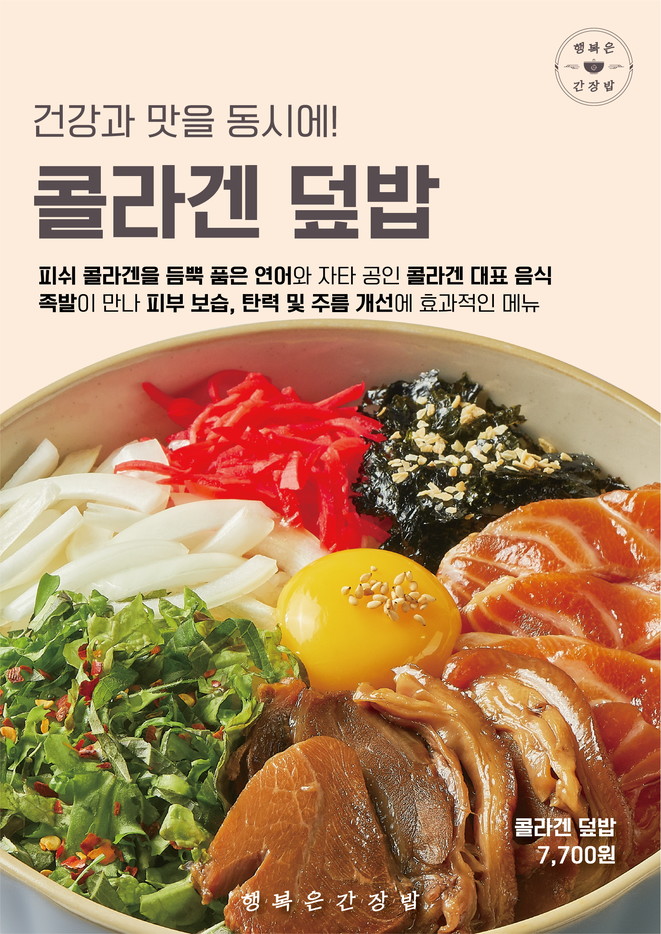 행복은
간장밥
건강과 맛을 동시에!
콜라겐 덮밥
피쉬 콜라겐을 듬뿍 품은 연어와 자타 공인 콜라겐 대표 음식
족발이 만나 피부 보습, 탄력 및 주름 개선에 효과적인 메뉴
콜라겐 덮밥
7,700원
행복은간장밥